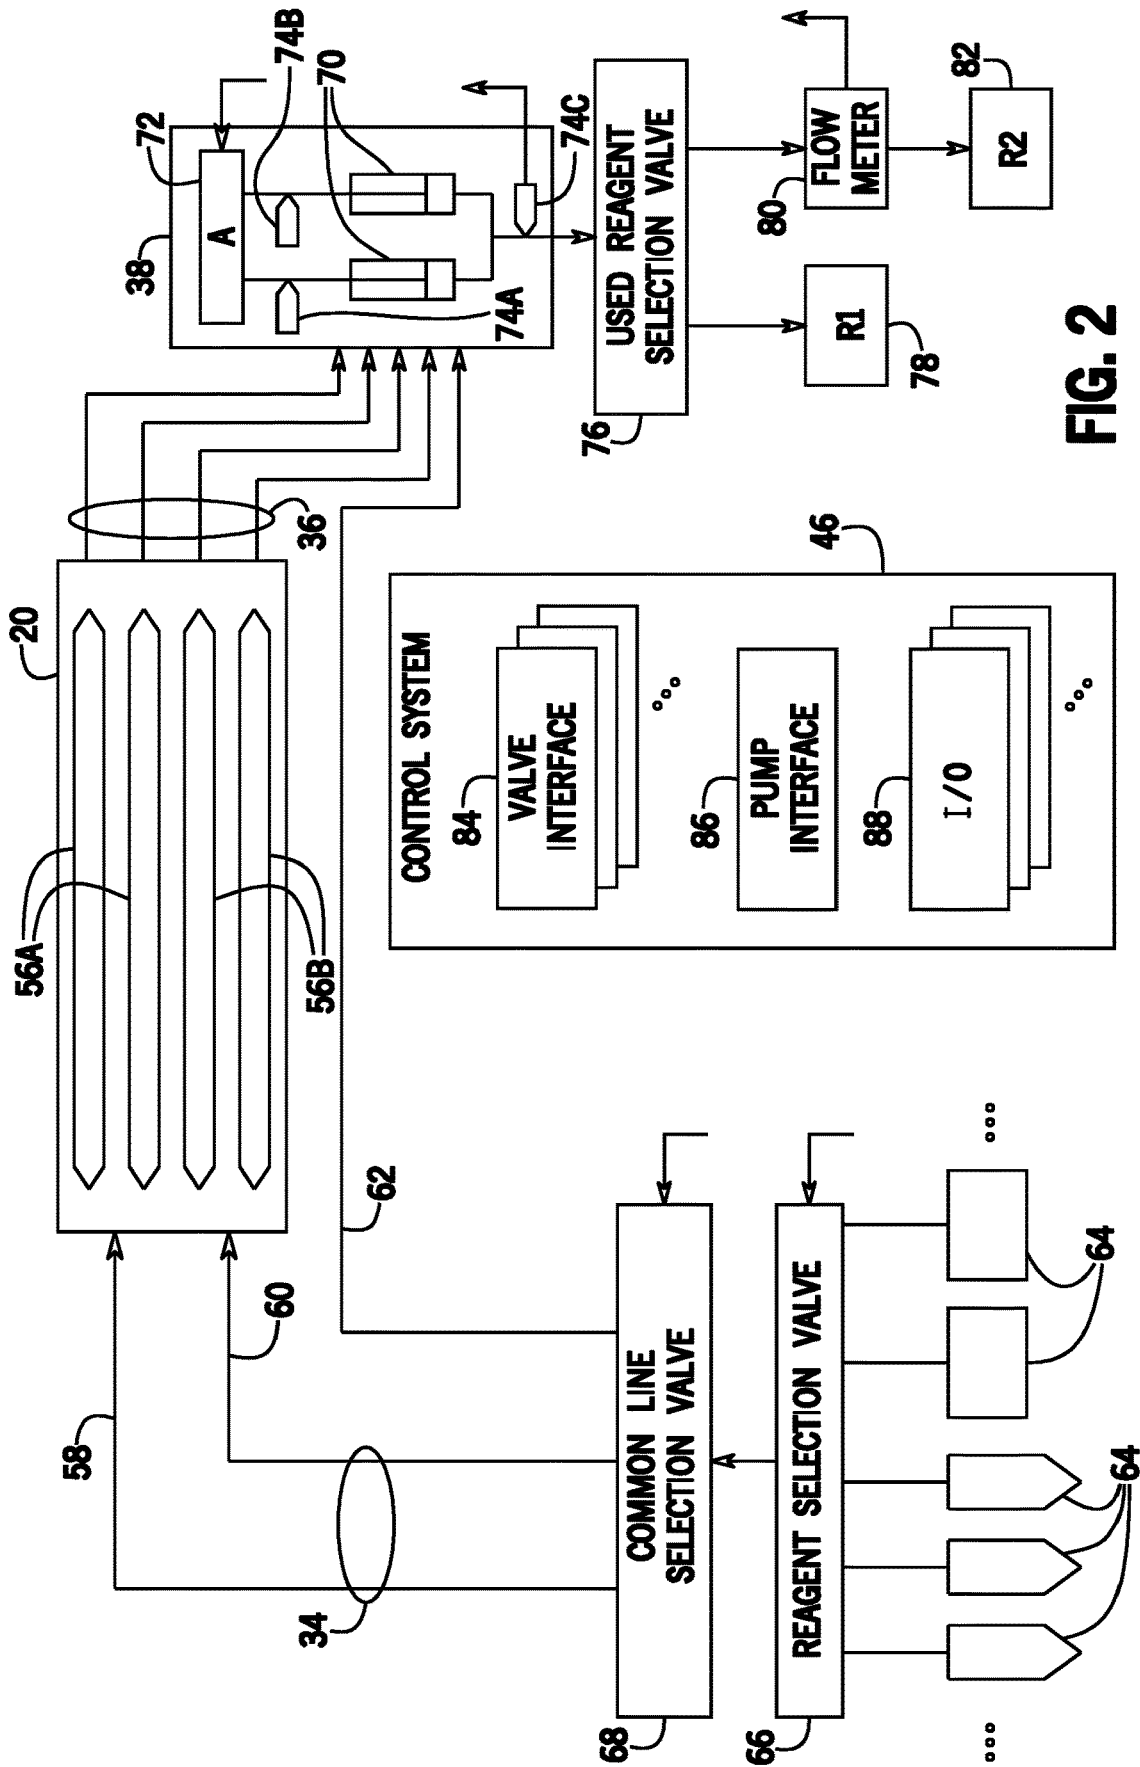 20
56A
56B
58
60
62
34
36
38
72
A
74A
74B
70
74C
USED REAGENT
SELECTION VALVE
76
R1
78
80
FLOW
METER
R2
82
COMMON LINE
SELECTION VALVE
68
REAGENT SELECTION VALVE
66
64
64
CONTROL SYSTEM
46
84
VALVE
INTERFACE
86
PUMP
INTERFACE
88
I/O
FIG. 2